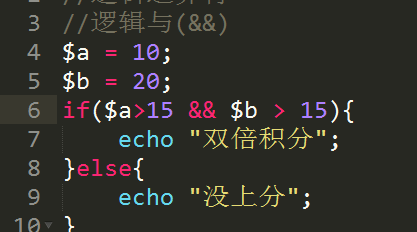 //逻辑与(&&)
4 $a = 10;
5 $b = 20;
6 if($a>15 && $b > 15){
7 echo "双倍积分";
8 }else{
9 echo "没上分";
10 }